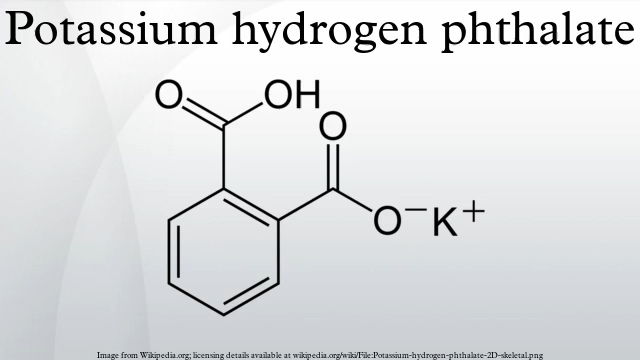 Potassium hydrogen phthalate
O
OH
O
O⁻K⁺
Image from Wikipedia.org; licensing details available at wikipedia.org/wiki/File:Potassium-hydrogen-phthalate-2D-skeletal.png